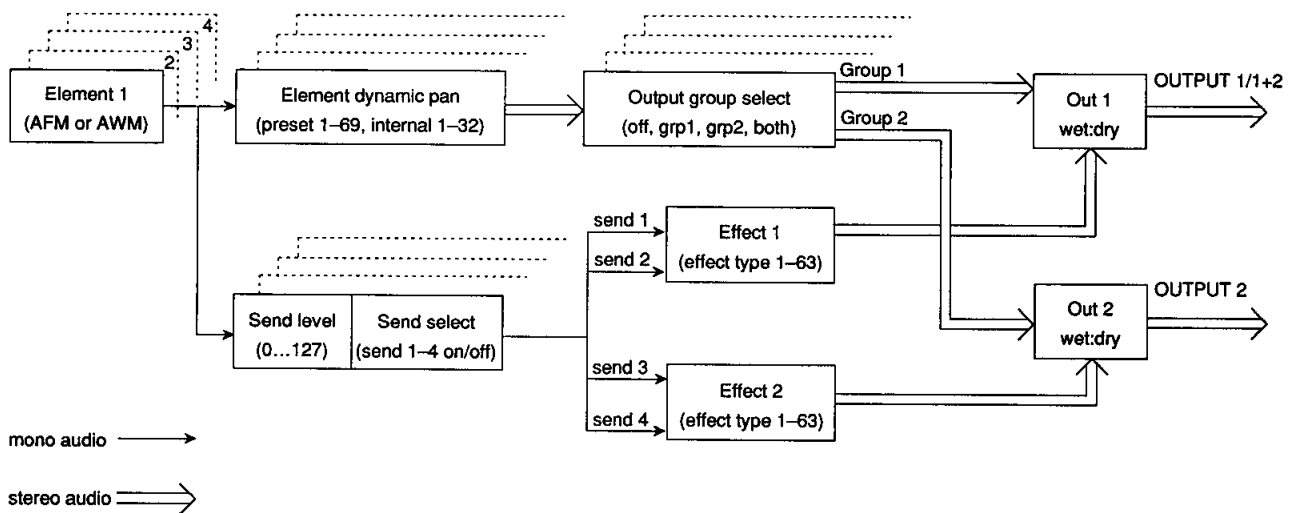 4
3
2
Element 1
(AFM or AWM)
Element dynamic pan
(preset 1–69, internal 1–32)
Output group select
(off, grp1, grp2, both)
Group 1
Group 2
Out 1
wet:dry
OUTPUT 1/1+2
send 1
send 2
Effect 1
(effect type 1–63)
Send level
(0...127)
Send select
(send 1–4 on/off)
Out 2
wet:dry
OUTPUT 2
send 3
send 4
Effect 2
(effect type 1–63)
mono audio
stereo audio